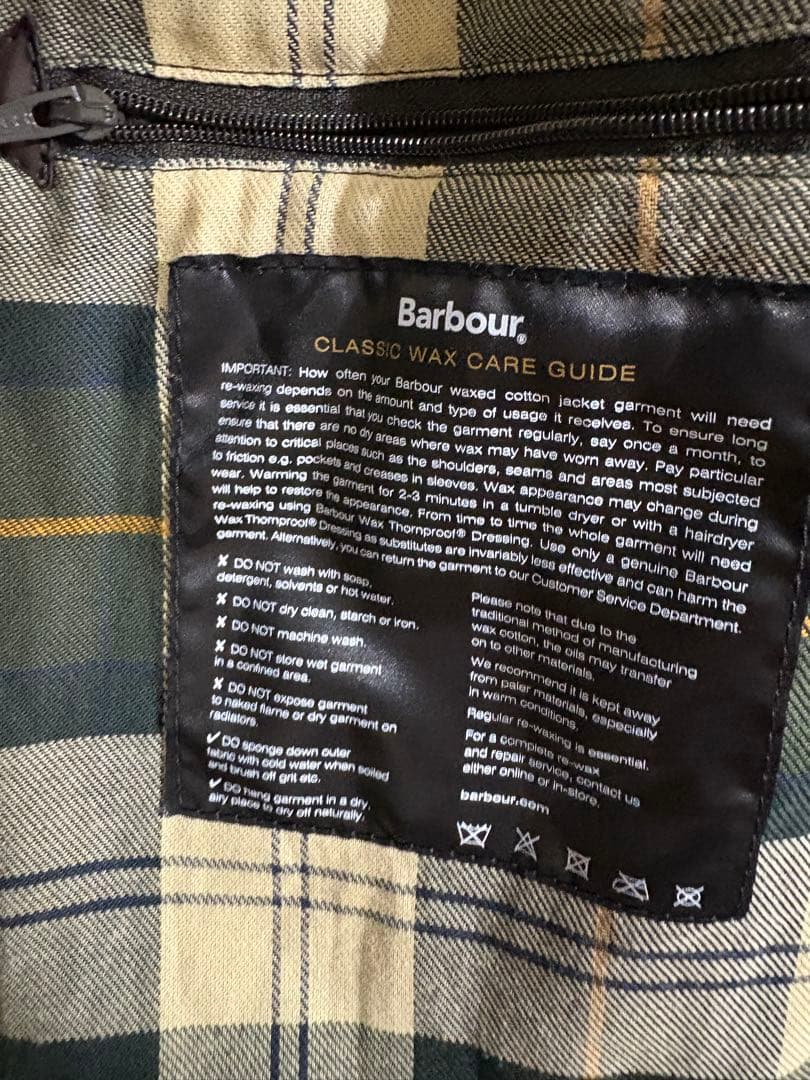 Barbour®
CLASSIC WAX CARE GUIDE
IMPORTANT: How often your Barbour waxed cotton jacket garment will need
re-waxing depends on the amount and type of usage it receives. To ensure long
service it is essential that you check the garment regularly, say once a month, to
ensure that there are no dry areas where wax may have worn away. Pay particular
attention to critical places such as the shoulders, seams and areas most subjected
to friction e.g. pockets and creases in sleeves. Wax appearance may change during
wear. Warming the garment for 2-3 minutes in a tumble dryer or with a hairdryer
will help to restore the appearance. From time to time the whole garment will need
re-waxing using Barbour Wax Thornproof® Dressing. Use only a genuine Barbour
Wax Thornproof® Dressing as substitutes are invariably less effective and can harm the
garment. Alternatively, you can return the garment to our Customer Service Department.
✗ DO NOT wash with soap,
detergent, solvents or hot water.
✗ DO NOT dry clean, starch or iron.
✗ DO NOT machine wash.
✗ DO NOT store wet garment
in a confined area.
✗ DO NOT expose garment
to naked flame or dry garment on
radiators.
✓ DO sponge down outer
fabric with cold water when soiled
and brush off grit etc.
✓ DO hang garment in a dry,
airy place to dry off naturally.
Please note that due to the
traditional method of manufacturing
wax cotton, the oils may transfer
on to other materials.
We recommend it is kept away
from paler materials, especially
in warm conditions.
Regular re-waxing is essential.
For a complete re-wax
and repair service, contact us
either online or in-store.
barbour.com